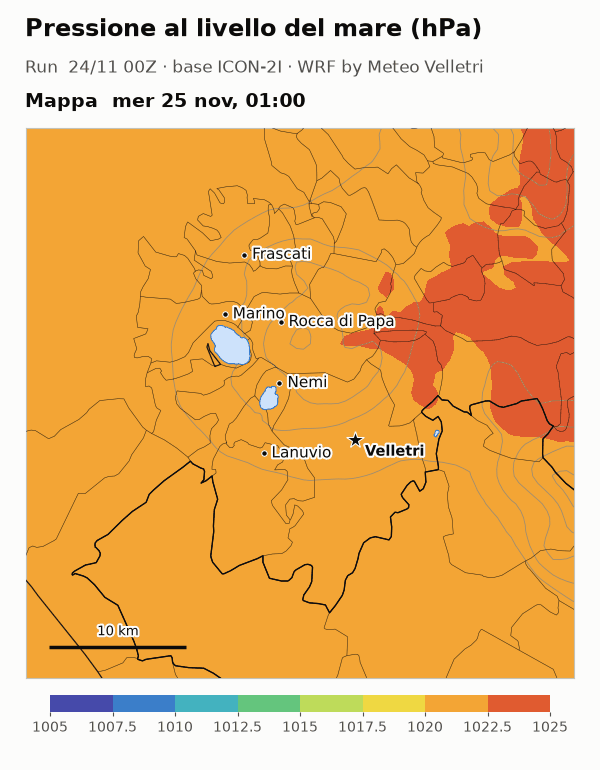 Pressione al livello del mare (hPa)
Run  24/11 00Z · base ICON-2I · WRF by Meteo Velletri
Mappa  mer 25 nov, 01:00
Frascati
Marino
Rocca di Papa
Nemi
Velletri
Lanuvio
10 km
1005 1007.5 1010 1012.5 1015 1017.5 1020 1022.5 1025